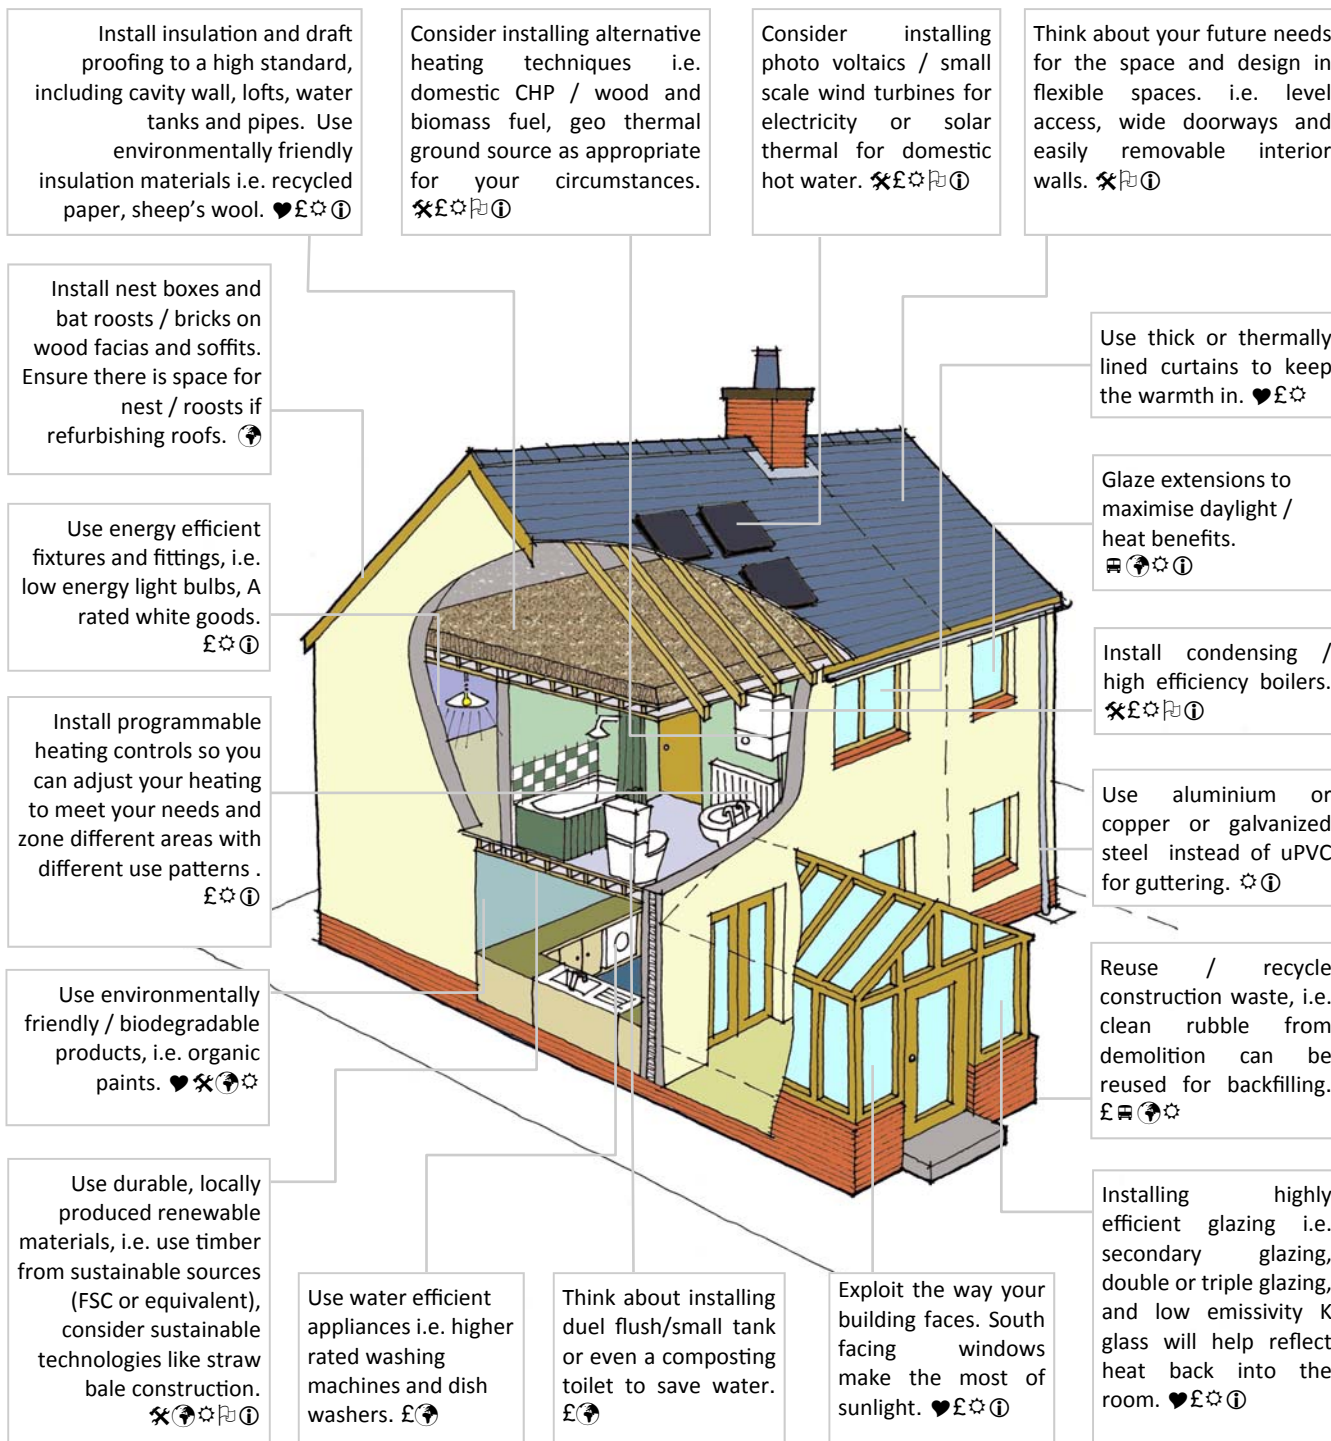 Install insulation and draft
proofing to a high standard,
including cavity wall, lofts, water
tanks and pipes. Use
environmentally friendly
insulation materials i.e. recycled
paper, sheep's wool. ♥£☼ⓘ
Consider installing alternative
heating techniques i.e.
domestic CHP / wood and
biomass fuel, geo thermal
ground source as appropriate
for your circumstances.
🛠£☼⚐ⓘ
Consider installing
photo voltaics / small
scale wind turbines for
electricity or solar
thermal for domestic
hot water. 🛠£☼⚐ⓘ
Think about your future needs
for the space and design in
flexible spaces. i.e. level
access, wide doorways and
easily removable interior
walls. 🛠⚐ⓘ
Install nest boxes and
bat roosts / bricks on
wood facias and soffits.
Ensure there is space for
nest / roosts if
refurbishing roofs. 🌍
Use thick or thermally
lined curtains to keep
the warmth in. ♥£☼
Glaze extensions to
maximise daylight /
heat benefits.
🚍🌍☼ⓘ
Use energy efficient
fixtures and fittings, i.e.
low energy light bulbs, A
rated white goods.
£☼ⓘ
Install condensing /
high efficiency boilers.
🛠£☼⚐ⓘ
Install programmable
heating controls so you
can adjust your heating
to meet your needs and
zone different areas with
different use patterns .
£☼ⓘ
Use aluminium or
copper or galvanized
steel instead of uPVC
for guttering. ☼ⓘ
Use environmentally
friendly / biodegradable
products, i.e. organic
paints. ♥🛠🌍☼
Reuse / recycle
construction waste, i.e.
clean rubble from
demolition can be
reused for backfilling.
£🚍🌍☼
Use durable, locally
produced renewable
materials, i.e. use timber
from sustainable sources
(FSC or equivalent),
consider sustainable
technologies like straw
bale construction.
🛠🌍☼⚐ⓘ
Use water efficient
appliances i.e. higher
rated washing
machines and dish
washers. £🌍
Think about installing
duel flush/small tank
or even a composting
toilet to save water.
£🌍
Exploit the way your
building faces. South
facing windows
make the most of
sunlight. ♥£☼ⓘ
Installing highly
efficient glazing i.e.
secondary glazing,
double or triple glazing,
and low emissivity K
glass will help reflect
heat back into the
room. ♥£☼ⓘ